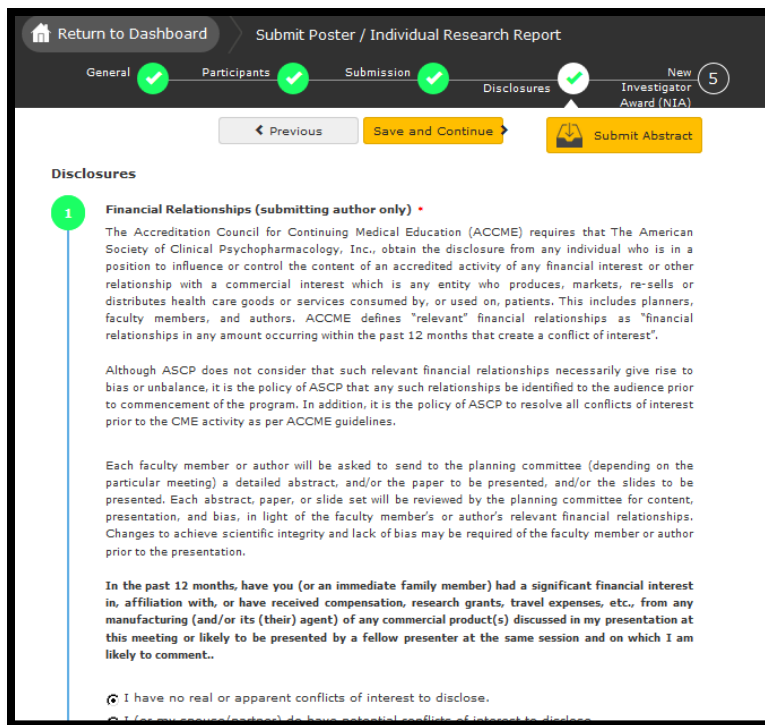 Return to Dashboard
Submit Poster / Individual Research Report
General
Participants
Submission
Disclosures
New
Investigator
Award (NIA)
5
Previous
Save and Continue
Submit Abstract
Disclosures
1
Financial Relationships (submitting author only) •
The Accreditation Council for Continuing Medical Education (ACCME) requires that The American
Society of Clinical Psychopharmacology, Inc., obtain the disclosure from any individual who is in a
position to influence or control the content of an accredited activity of any financial interest or other
relationship with a commercial interest which is any entity who produces, markets, re-sells or
distributes health care goods or services consumed by, or used on, patients. This includes planners,
faculty members, and authors. ACCME defines “relevant” financial relationships as “financial
relationships in any amount occurring within the past 12 months that create a conflict of interest”.
Although ASCP does not consider that such relevant financial relationships necessarily give rise to
bias or unbalance, it is the policy of ASCP that any such relationships be identified to the audience prior
to commencement of the program. In addition, it is the policy of ASCP to resolve all conflicts of interest
prior to the CME activity as per ACCME guidelines.
Each faculty member or author will be asked to send to the planning committee (depending on the
particular meeting) a detailed abstract, and/or the paper to be presented, and/or the slides to be
presented. Each abstract, paper, or slide set will be reviewed by the planning committee for content,
presentation, and bias, in light of the faculty member’s or author’s relevant financial relationships.
Changes to achieve scientific integrity and lack of bias may be required of the faculty member or author
prior to the presentation.
In the past 12 months, have you (or an immediate family member) had a significant financial interest
in, affiliation with, or have received compensation, research grants, travel expenses, etc., from any
manufacturing (and/or its (their) agent) of any commercial product(s) discussed in my presentation at
this meeting or likely to be presented by a fellow presenter at the same session and on which I am
likely to comment..
I have no real or apparent conflicts of interest to disclose.
I (or my spouse/partner) do have potential conflicts of interest to disclose